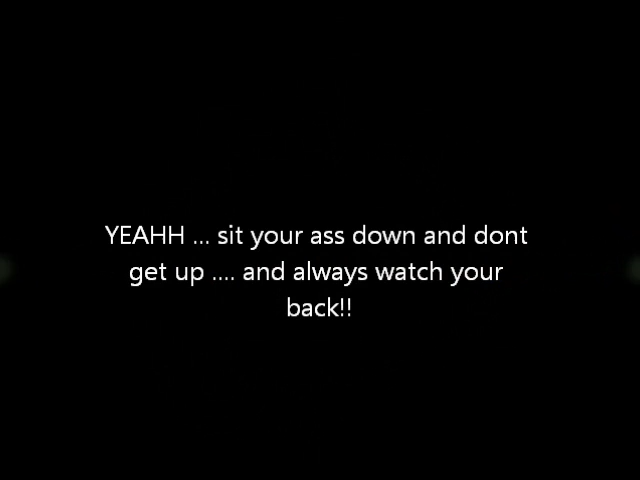 YEAHH ... sit your ass down and dont
get up .... and always watch your
back!!